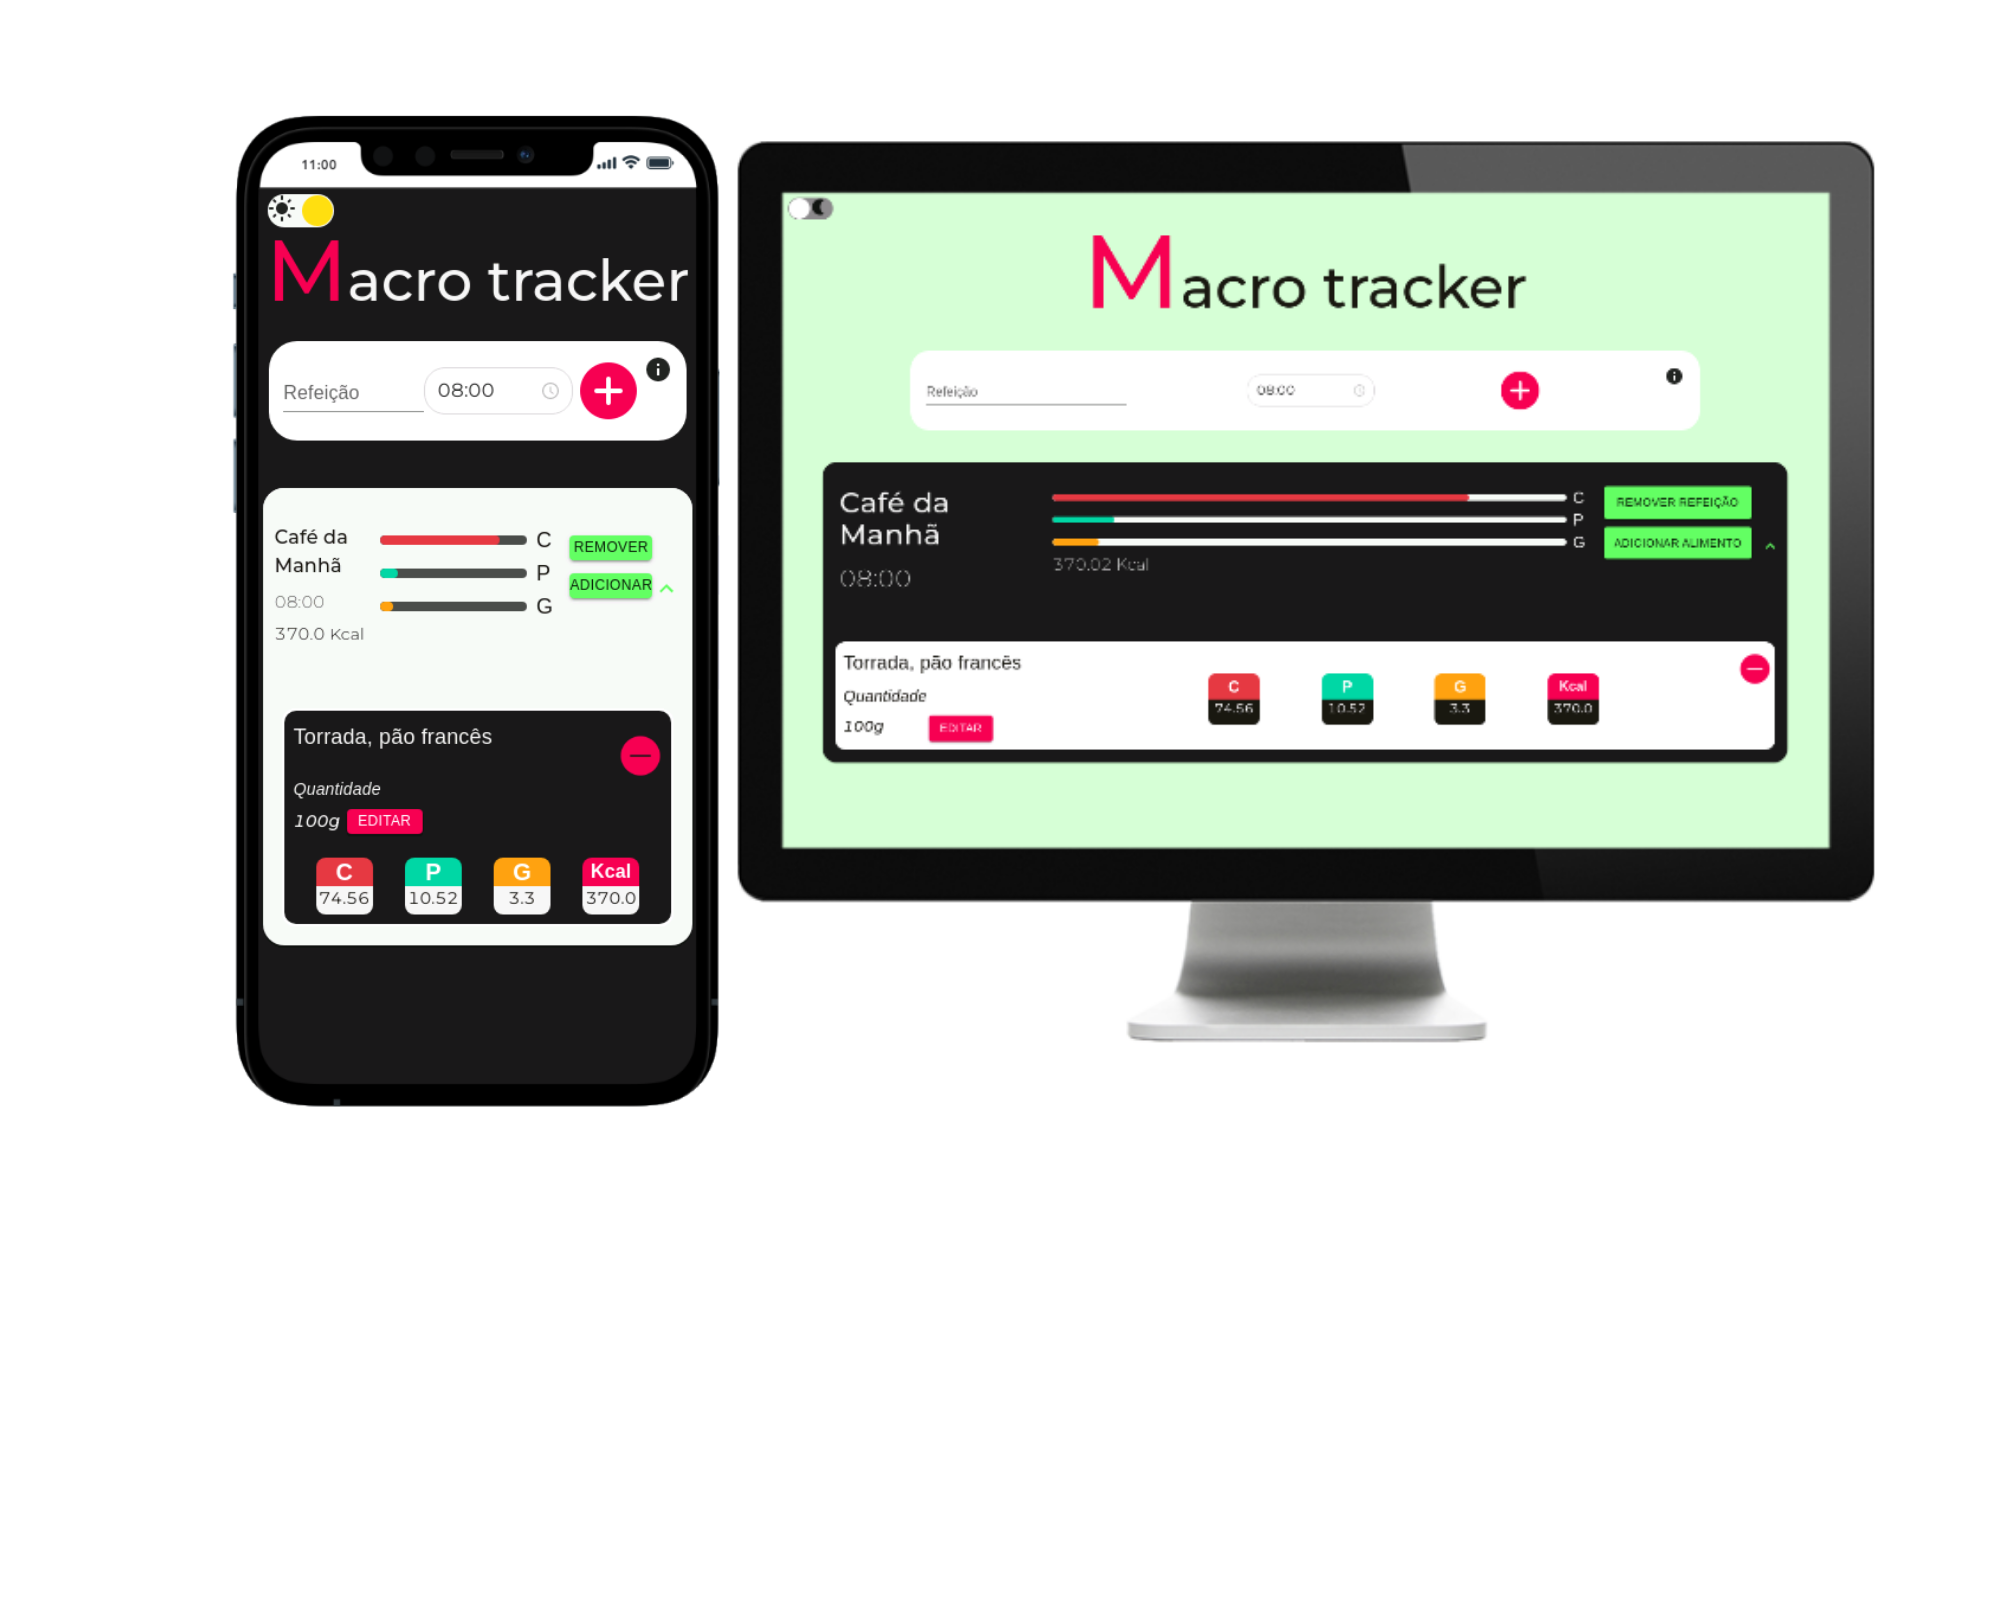 11:00
Macro tracker
Refeição
08:00
Café da
Manhã
08:00
370.0 Kcal
C
P
G
REMOVER
ADICIONAR
Torrada, pão francês
Quantidade
100g
EDITAR
C
P
G
Kcal
74.56
10.52
3.3
370.0
Macro tracker
Refeição
08:00
Café da
Manhã
08:00
C
P
G
370.02 Kcal
REMOVER REFEIÇÃO
ADICIONAR ALIMENTO
Torrada, pão francês
Quantidade
100g
EDITAR
C
P
G
Kcal
74.56
10.52
3.3
370.0